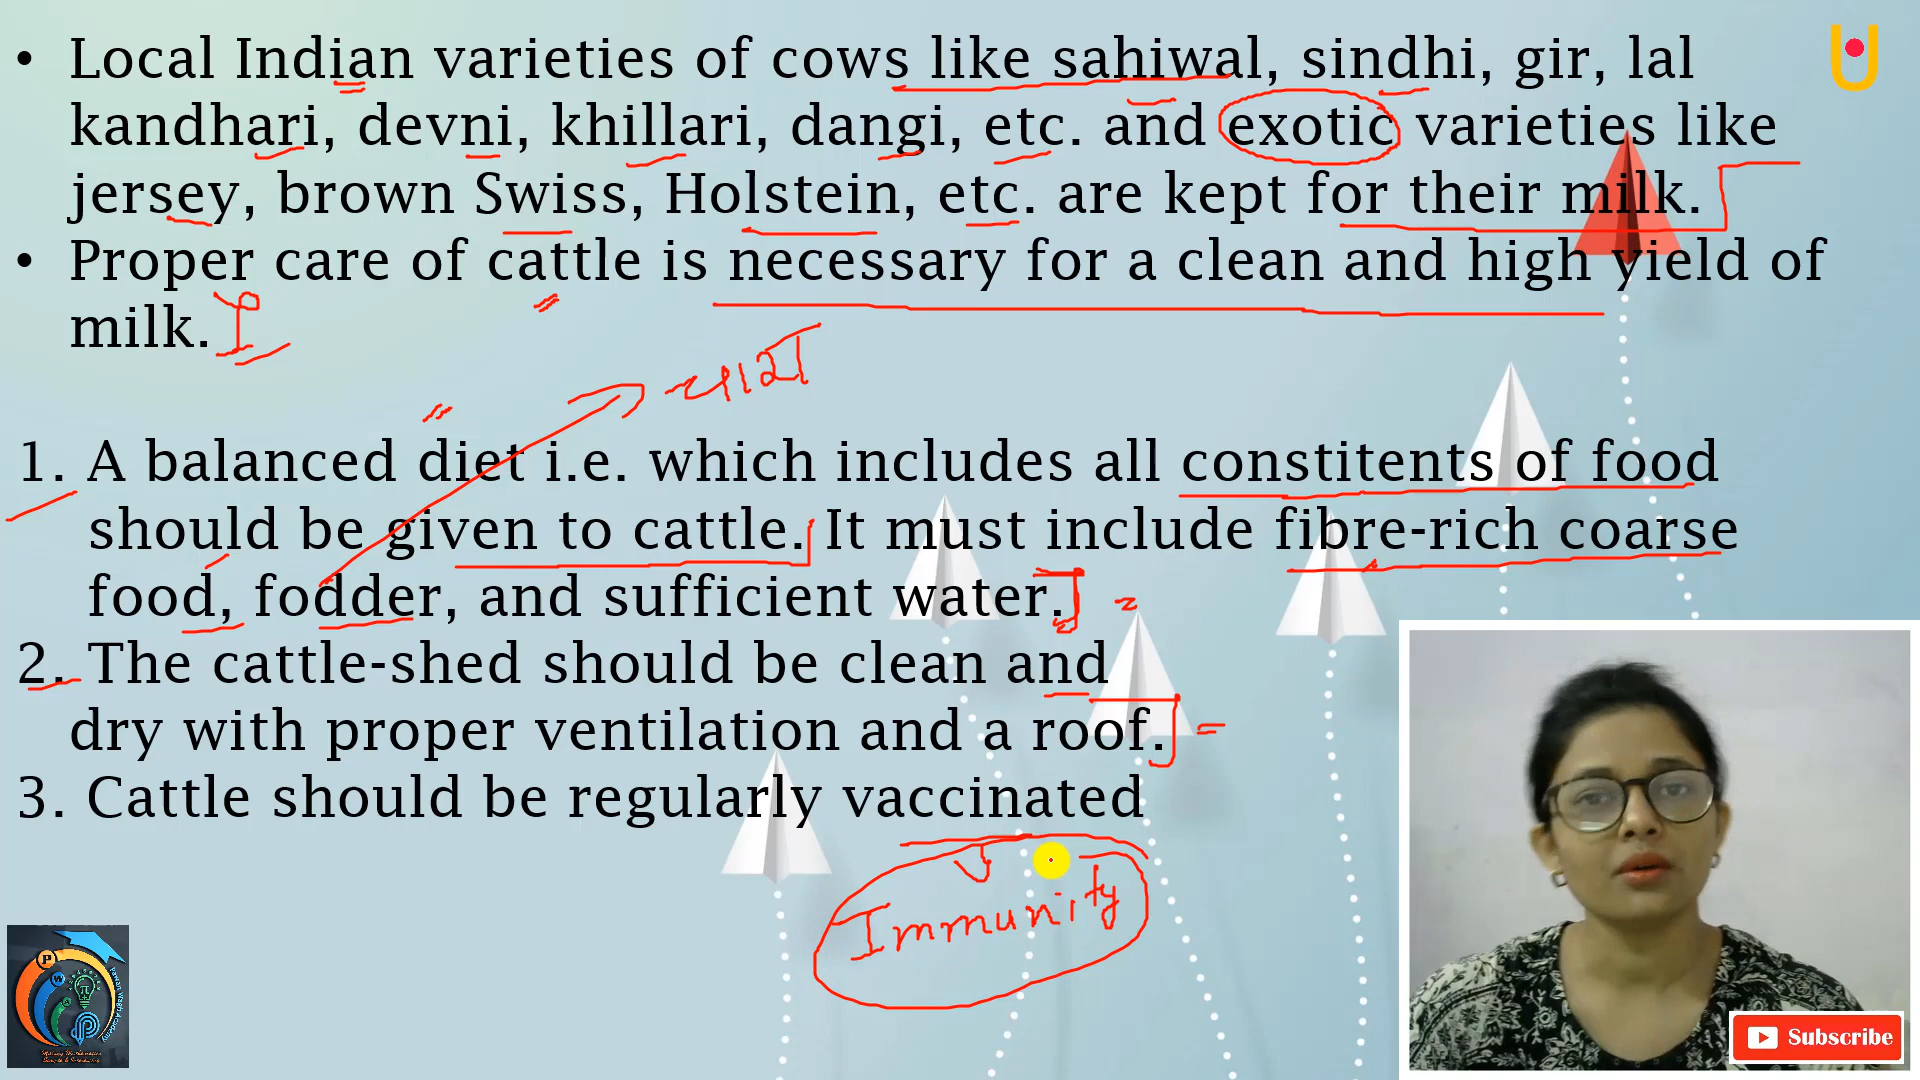 • Local Indian varieties of cows like sahiwal, sindhi, gir, lal
kandhari, devni, khillari, dangi, etc. and exotic varieties like
jersey, brown Swiss, Holstein, etc. are kept for their milk.
• Proper care of cattle is necessary for a clean and high yield of
milk.
चारा
1. A balanced diet i.e. which includes all constitents of food
should be given to cattle. It must include fibre-rich coarse
food, fodder, and sufficient water.
2. The cattle-shed should be clean and
dry with proper ventilation and a roof.
3. Cattle should be regularly vaccinated
Immunity
Subscribe